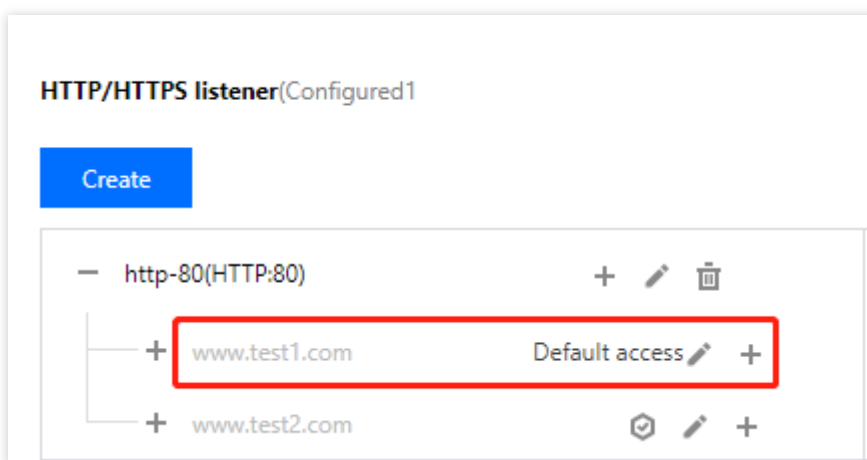 HTTP/HTTPS listener(Configured1
Create
http-80(HTTP:80)
www.test1.com Default access
www.test2.com